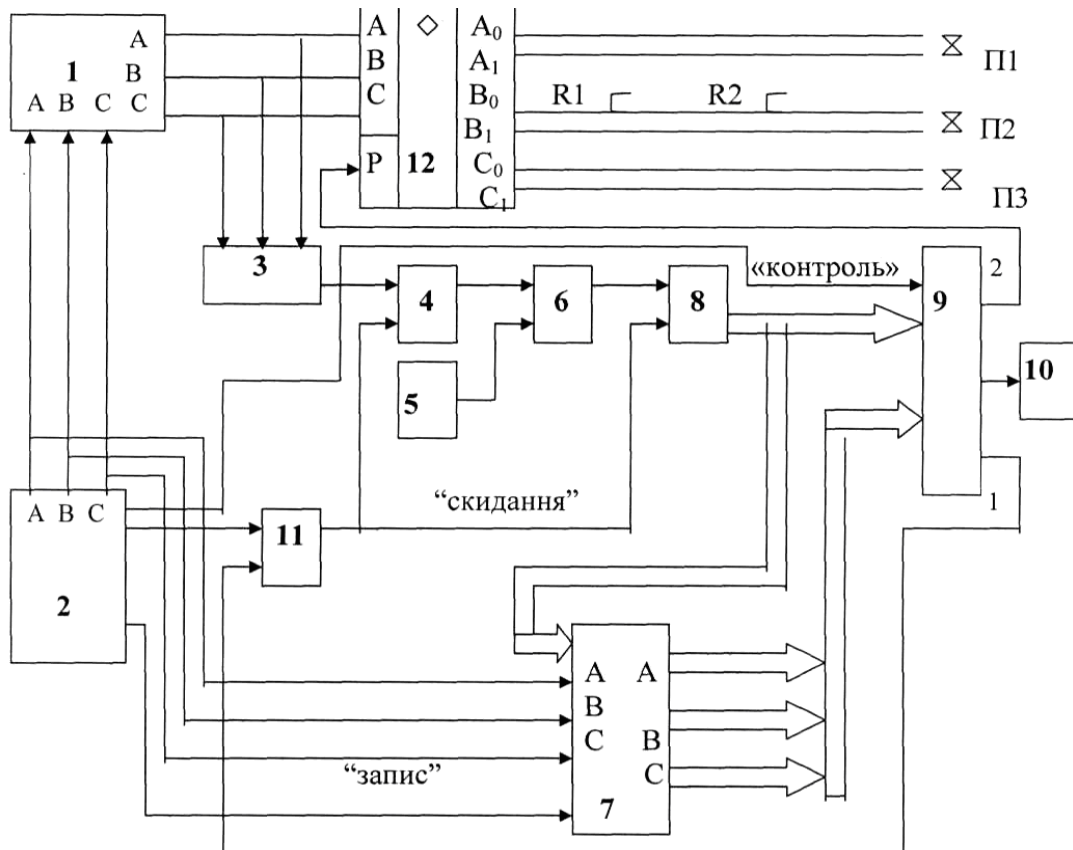 A
1
B
A B C C
A
B
C
P
12
A₀
A₁
B₀
B₁
C₀
C₁
R1
R2
П1
П2
П3
3
4
6
8
«контроль»
2
9
10
5
A B C
2
11
“скидання”
1
A A
B
C B
C
7
“запис”